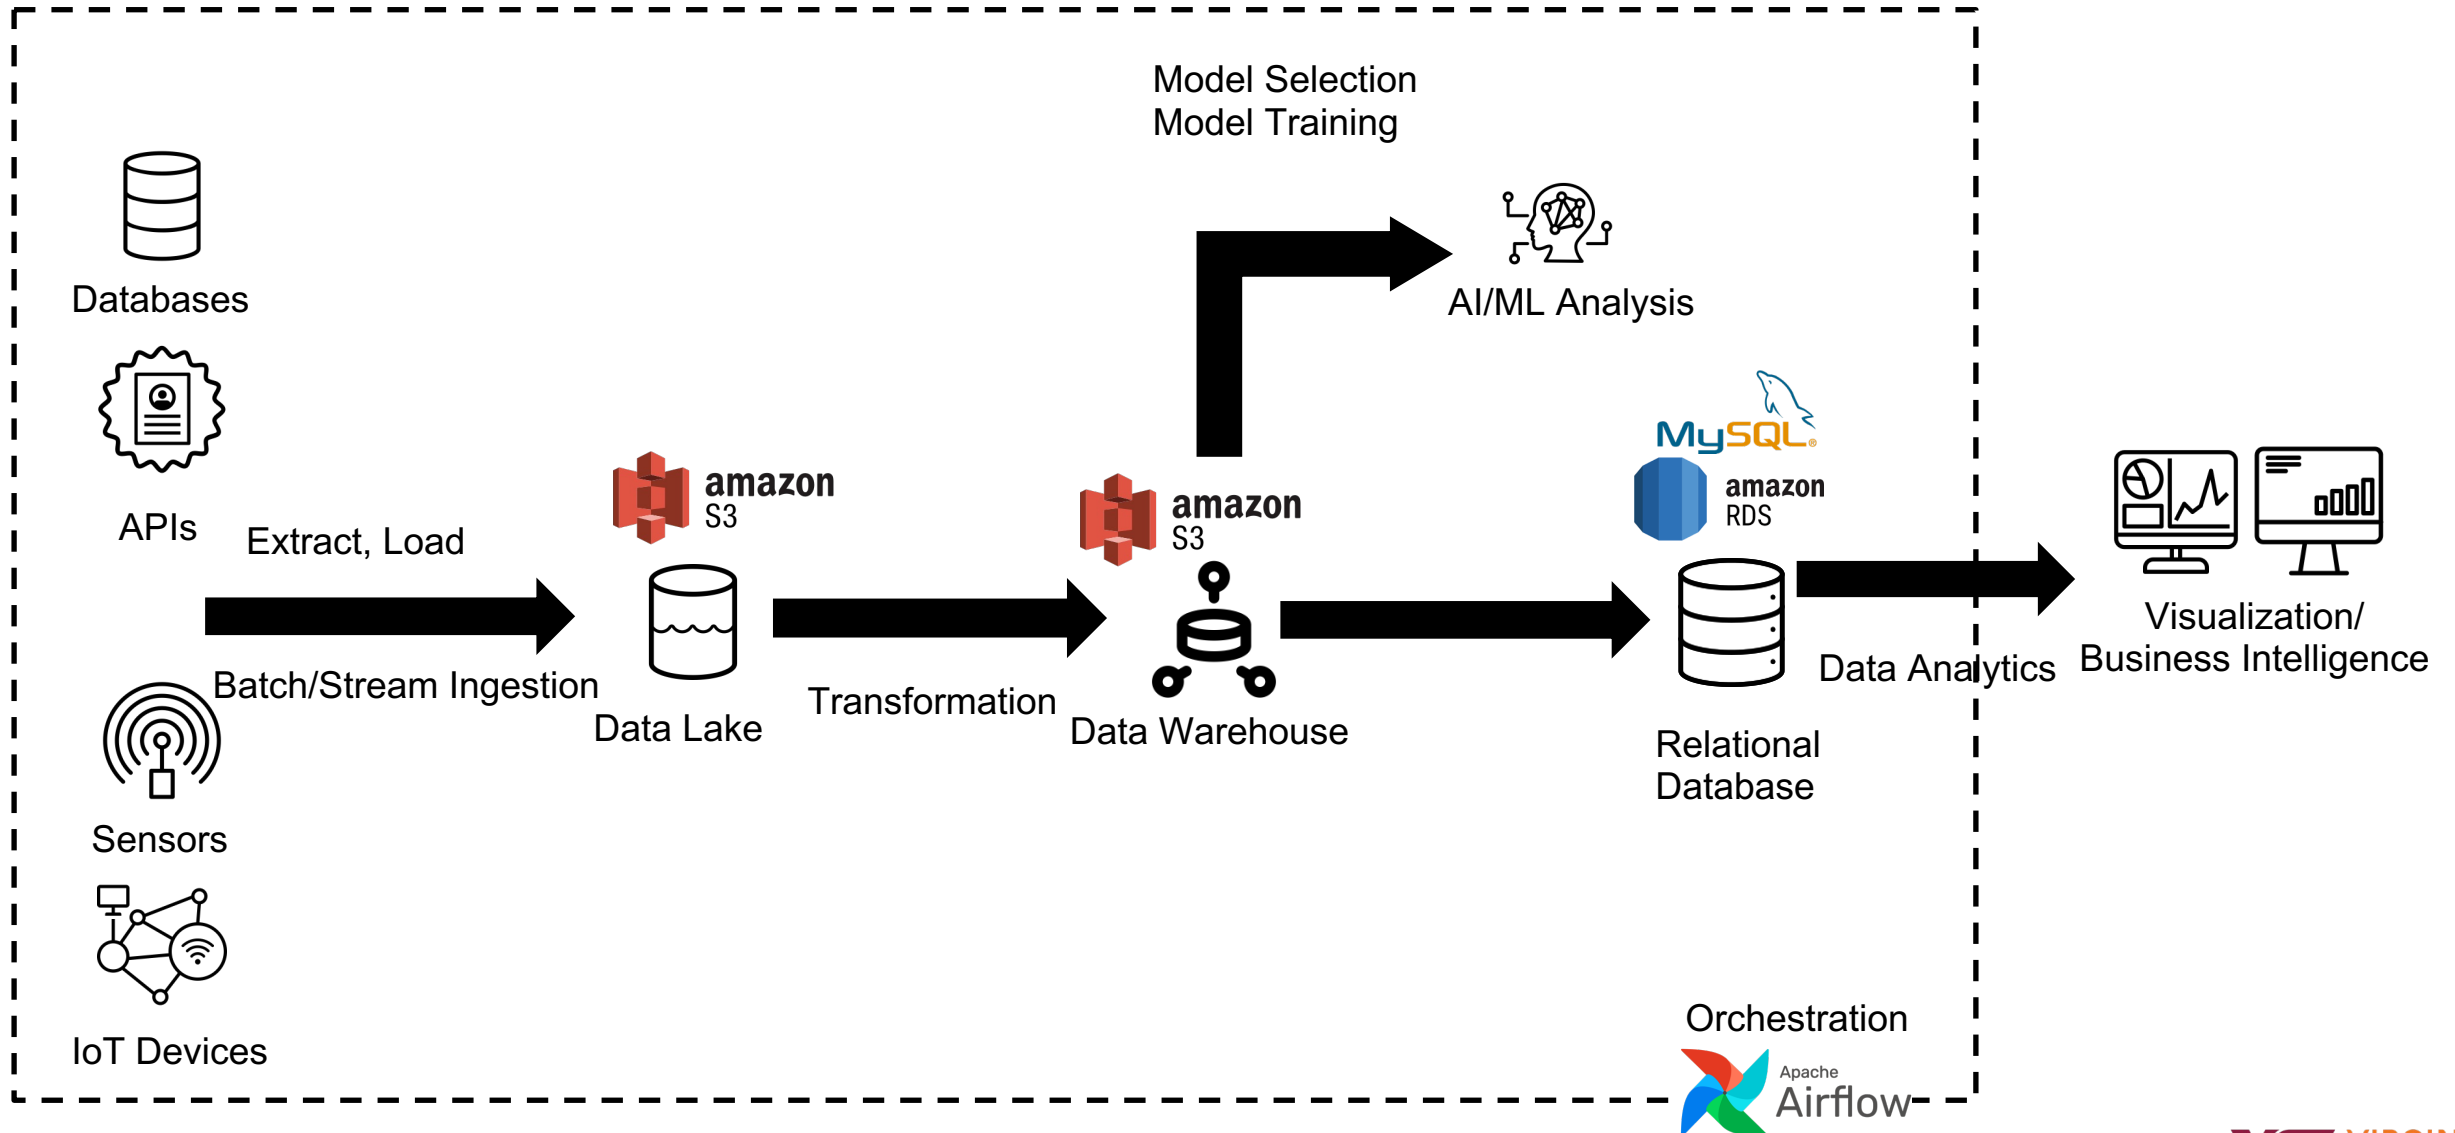 Model Selection
Model Training
Databases
AI/ML Analysis
APIs
Extract, Load
Batch/Stream Ingestion
Sensors
IoT Devices
amazon
S3
Data Lake
Transformation
amazon
S3
Data Warehouse
MySQL®
amazon
RDS
Relational
Database
Data Analytics
Visualization/
Business Intelligence
Orchestration
Apache
Airflow